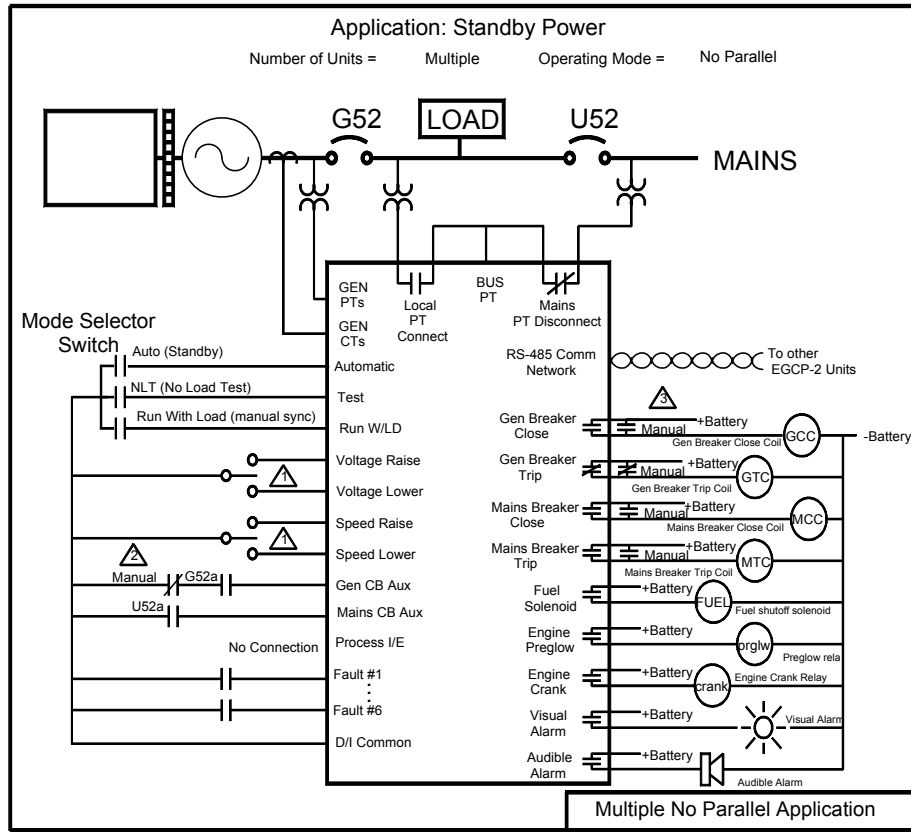 Application: Standby Power
Number of Units = Multiple Operating Mode = No Parallel
G52 LOAD U52
MAINS
GEN PTs
Local PT Connect
BUS PT
Mains PT Disconnect
GEN CTs
Mode Selector Switch
Auto (Standby)
Automatic
NLT (No Load Test)
Test
Run With Load (manual sync)
Run W/LD
Voltage Raise
1
Voltage Lower
Speed Raise
1
Speed Lower
2
Manual G52a
Gen CB Aux
U52a
Mains CB Aux
Process I/E
No Connection
Fault #1
Fault #6
D/I Common
RS-485 Comm Network
To other EGCP-2 Units
3
Gen Breaker Close
+Battery
Manual
Gen Breaker Close Coil
GCC
-Battery
Gen Breaker Trip
+Battery
Manual
Gen Breaker Trip Coil
GTC
Mains Breaker Close
+Battery
Manual
Mains Breaker Close Coil
MCC
Mains Breaker Trip
+Battery
Manual
Mains Breaker Trip Coil
MTC
Fuel Solenoid
+Battery
FUEL
Fuel shutoff solenoid
Engine Preglow
+Battery
prglw
Preglow rela
Engine Crank
+Battery
crank
Engine Crank Relay
Visual Alarm
+Battery
Visual Alarm
Audible Alarm
+Battery
Audible Alarm
Multiple No Parallel Application